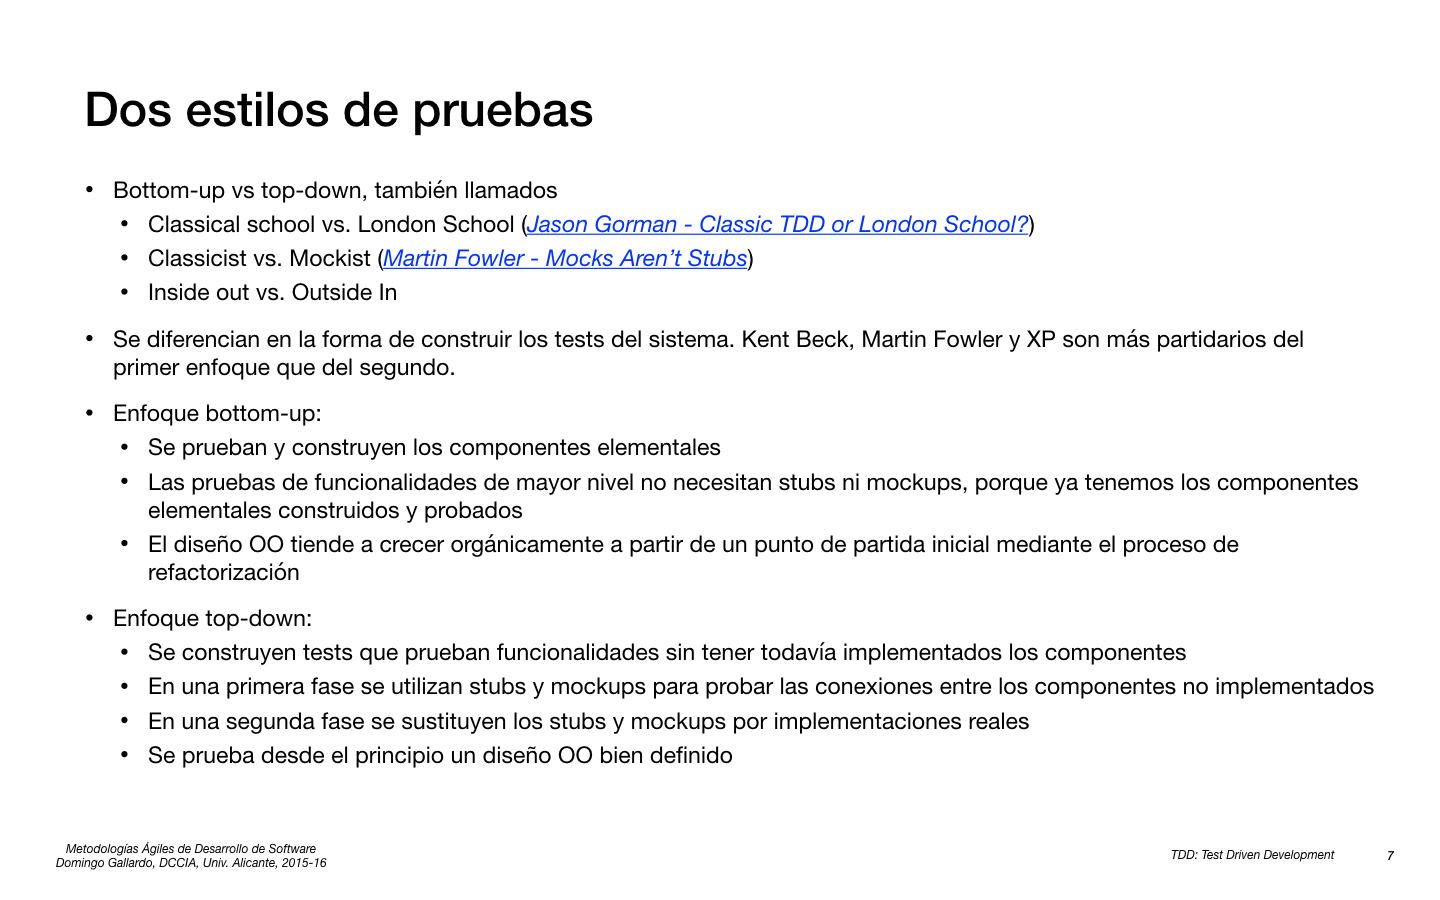 Dos estilos de pruebas
• Bottom-up vs top-down, también llamados
• Classical school vs. London School (Jason Gorman - Classic TDD or London School?)
• Classicist vs. Mockist (Martin Fowler - Mocks Aren’t Stubs)
• Inside out vs. Outside In
• Se diferencian en la forma de construir los tests del sistema. Kent Beck, Martin Fowler y XP son más partidarios del
primer enfoque que del segundo.
• Enfoque bottom-up:
• Se prueban y construyen los componentes elementales
• Las pruebas de funcionalidades de mayor nivel no necesitan stubs ni mockups, porque ya tenemos los componentes
elementales construidos y probados
• El diseño OO tiende a crecer orgánicamente a partir de un punto de partida inicial mediante el proceso de
refactorización
• Enfoque top-down:
• Se construyen tests que prueban funcionalidades sin tener todavía implementados los componentes
• En una primera fase se utilizan stubs y mockups para probar las conexiones entre los componentes no implementados
• En una segunda fase se sustituyen los stubs y mockups por implementaciones reales
• Se prueba desde el principio un diseño OO bien definido
Metodologías Ágiles de Desarrollo de Software
Domingo Gallardo, DCCIA, Univ. Alicante, 2015-16
TDD: Test Driven Development
7